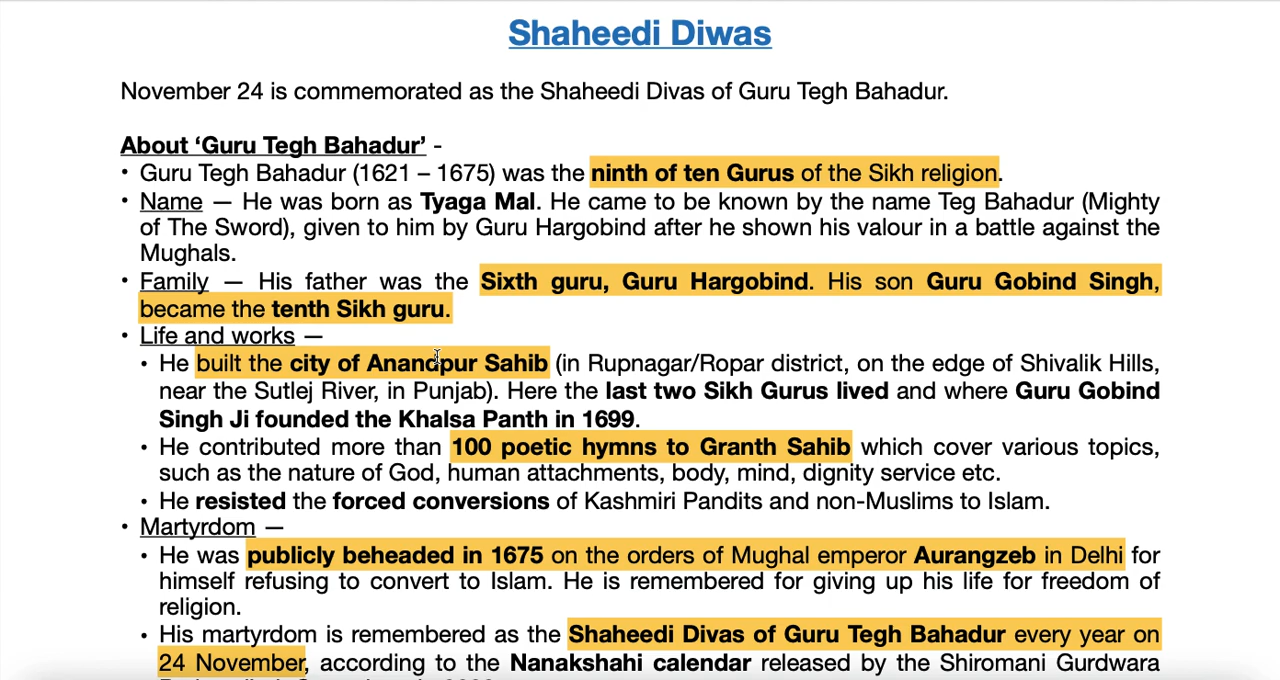 Shaheedi Diwas
November 24 is commemorated as the Shaheedi Divas of Guru Tegh Bahadur.
About ‘Guru Tegh Bahadur’ -
• Guru Tegh Bahadur (1621 – 1675) was the ninth of ten Gurus of the Sikh religion.
• Name — He was born as Tyaga Mal. He came to be known by the name Teg Bahadur (Mighty
of The Sword), given to him by Guru Hargobind after he shown his valour in a battle against the
Mughals.
• Family — His father was the Sixth guru, Guru Hargobind. His son Guru Gobind Singh,
became the tenth Sikh guru.
• Life and works —
• He built the city of Anandpur Sahib (in Rupnagar/Ropar district, on the edge of Shivalik Hills,
near the Sutlej River, in Punjab). Here the last two Sikh Gurus lived and where Guru Gobind
Singh Ji founded the Khalsa Panth in 1699.
• He contributed more than 100 poetic hymns to Granth Sahib which cover various topics,
such as the nature of God, human attachments, body, mind, dignity service etc.
• He resisted the forced conversions of Kashmiri Pandits and non-Muslims to Islam.
• Martyrdom —
• He was publicly beheaded in 1675 on the orders of Mughal emperor Aurangzeb in Delhi for
himself refusing to convert to Islam. He is remembered for giving up his life for freedom of
religion.
• His martyrdom is remembered as the Shaheedi Divas of Guru Tegh Bahadur every year on
24 November, according to the Nanakshahi calendar released by the Shiromani Gurdwara